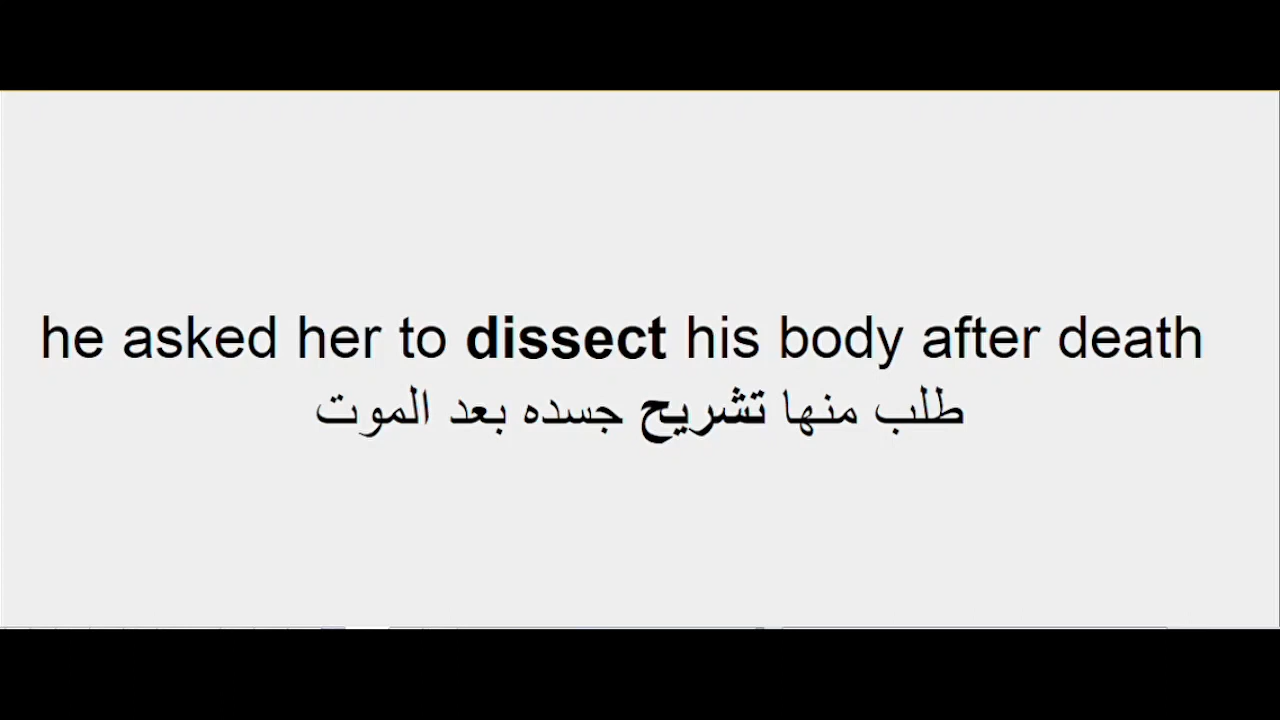 he asked her to dissect his body after death
طلب منها تشريح جسده بعد الموت